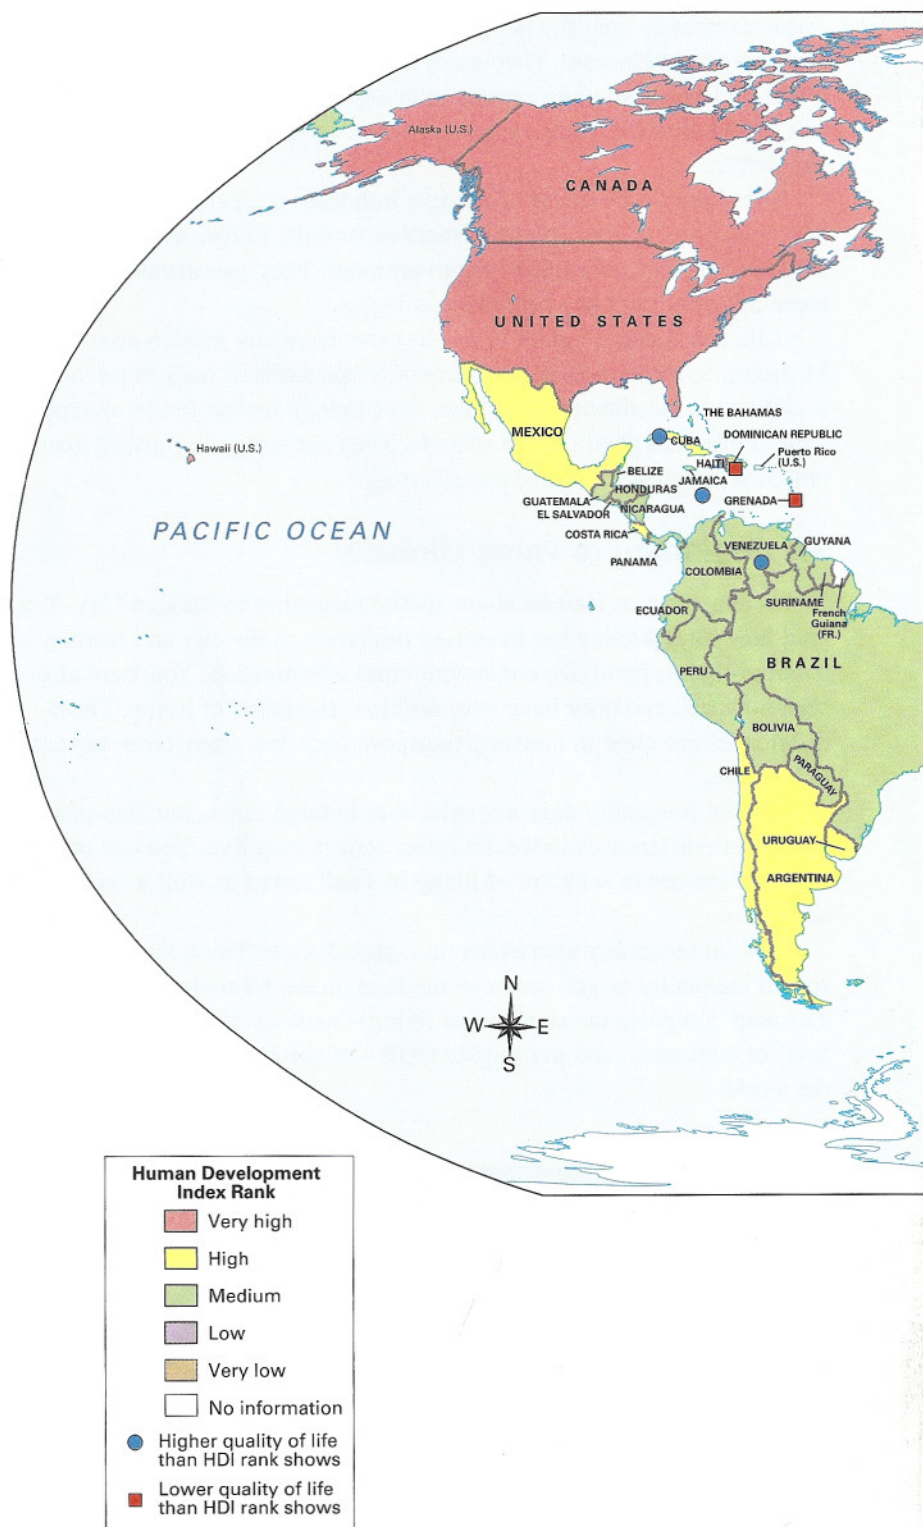 Alaska (U.S.)
CANADA
UNITED STATES
THE BAHAMAS
MEXICO
CUBA
DOMINICAN REPUBLIC
HAITI
Puerto Rico
(U.S.)
Hawaii (U.S.)
BELIZE
JAMAICA
HONDURAS
GUATEMALA
GRENADA
EL SALVADOR
NICARAGUA
PACIFIC OCEAN
COSTA RICA
PANAMA
VENEZUELA
GUYANA
COLOMBIA
SURINAME
French
Guiana
(FR.)
ECUADOR
BRAZIL
PERU
BOLIVIA
PARAGUAY
CHILE
URUGUAY
ARGENTINA
N
W
E
S
Human Development
Index Rank
Very high
High
Medium
Low
Very low
No information
Higher quality of life
than HDI rank shows
Lower quality of life
than HDI rank shows